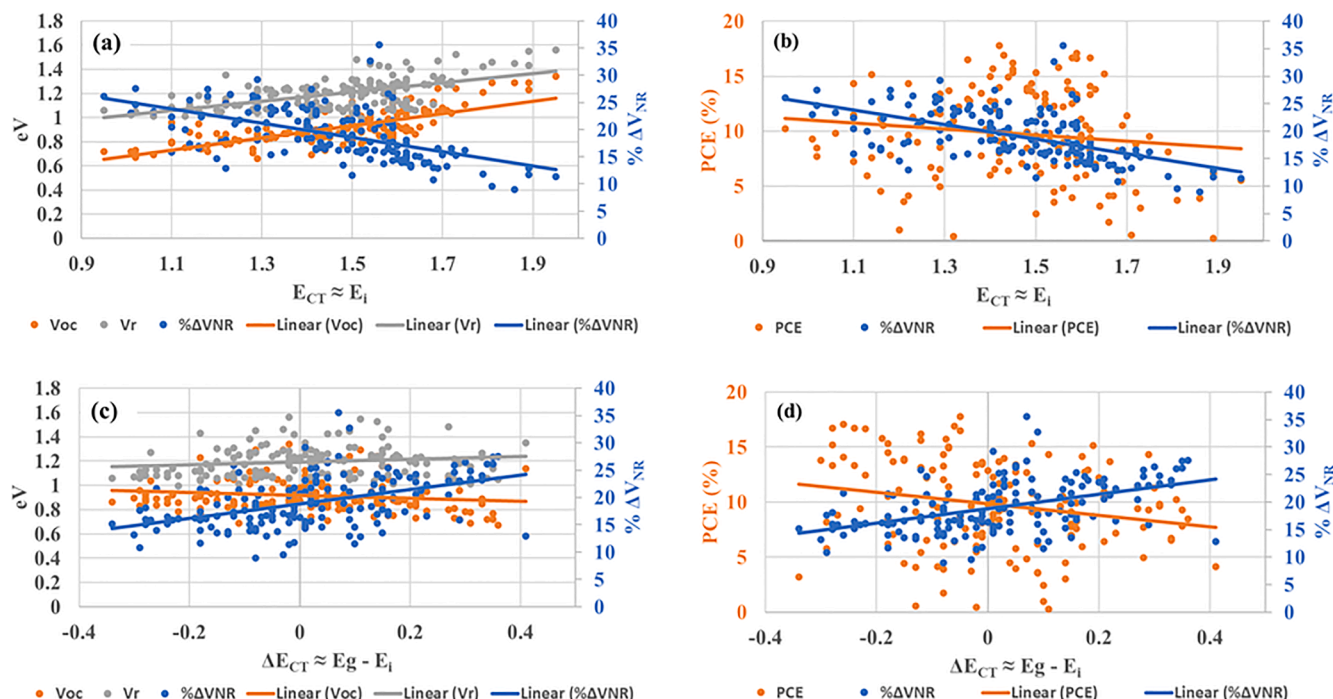 (a)
1.8
1.6
1.4
1.2
1
0.8
0.6
0.4
0.2
0
eV
40
35
30
25
20
15
10
5
0
% ΔV_NR
0.9 1.1 1.3 1.5 1.7 1.9
E_CT ≈ E_i
Voc Vr %ΔVNR Linear (Voc) Linear (Vr) Linear (%ΔVNR)
(b)
20
15
10
5
0
PCE (%)
40
35
30
25
20
15
10
5
0
% ΔV_NR
0.9 1.1 1.3 1.5 1.7 1.9
E_CT ≈ E_i
PCE %ΔVNR Linear (PCE) Linear (%ΔVNR)
(c)
1.8
1.6
1.4
1.2
1
0.8
0.6
0.4
0.2
0
eV
40
35
30
25
20
15
10
5
0
% ΔV_NR
-0.4 -0.2 0 0.2 0.4
ΔE_CT ≈ Eg - E_i
Voc Vr %ΔVNR Linear (Voc) Linear (Vr) Linear (%ΔVNR)
(d)
20
15
10
5
0
PCE (%)
40
35
30
25
20
15
10
5
0
% ΔV_NR
-0.4 -0.2 0 0.2 0.4
ΔE_CT ≈ Eg - E_i
PCE %ΔVNR Linear (PCE) Linear (%ΔVNR)